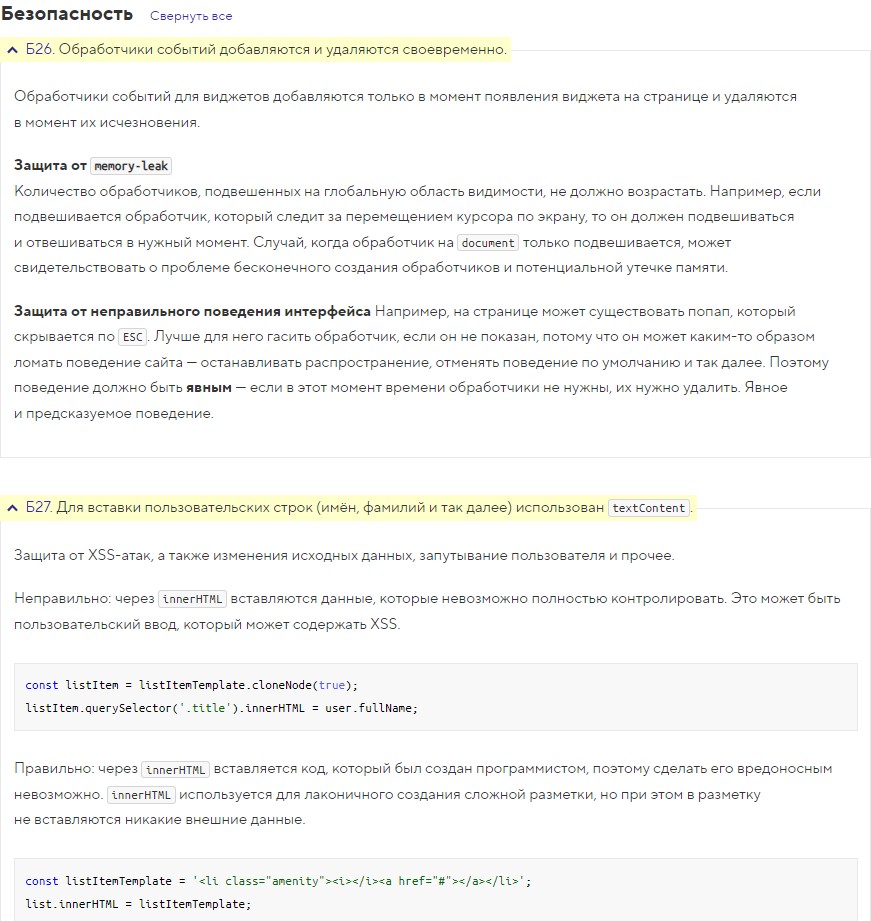 Безопасность Свернуть все
Б26. Обработчики событий добавляются и удаляются своевременно.
Обработчики событий для виджетов добавляются только в момент появления виджета на странице и удаляются
в момент их исчезновения.
Защита от memory-leak
Количество обработчиков, подвешенных на глобальную область видимости, не должно возрастать. Например, если
подвешивается обработчик, который следит за перемещением курсора по экрану, то он должен подвешиваться
и отвешиваться в нужный момент. Случай, когда обработчик на document только подвешивается, может
свидетельствовать о проблеме бесконечного создания обработчиков и потенциальной утечке памяти.
Защита от неправильного поведения интерфейса Например, на странице может существовать попап, который
скрывается по ESC. Лучше для него гасить обработчик, если он не показан, потому что он может каким-то образом
ломать поведение сайта — останавливать распространение, отменять поведение по умолчанию и так далее. Поэтому
поведение должно быть явным — если в этот момент времени обработчики не нужны, их нужно удалить. Явное
и предсказуемое поведение.
Б27. Для вставки пользовательских строк (имён, фамилий и так далее) использован textContent.
Защита от XSS-атак, а также изменения исходных данных, запутывание пользователя и прочее.
Неправильно: через innerHTML вставляются данные, которые невозможно полностью контролировать. Это может быть
пользовательский ввод, который может содержать XSS.
const listItem = listItemTemplate.cloneNode(true);
listItem.querySelector('.title').innerHTML = user.fullName;
Правильно: через innerHTML вставляется код, который был создан программистом, поэтому сделать его вредоносным
невозможно. innerHTML используется для лаконичного создания сложной разметки, но при этом в разметку
не вставляются никакие внешние данные.
const listItemTemplate = '<li class="amenity"><i></i><a href="#"></a></li>';
list.innerHTML = listItemTemplate;